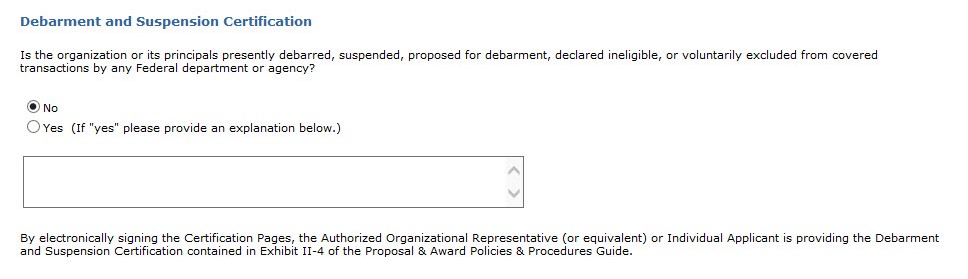 Debarment and Suspension Certification
Is the organization or its principals presently debarred, suspended, proposed for debarment, declared ineligible, or voluntarily excluded from covered
transactions by any Federal department or agency?
No
Yes (If "yes" please provide an explanation below.)
By electronically signing the Certification Pages, the Authorized Organizational Representative (or equivalent) or Individual Applicant is providing the Debarment
and Suspension Certification contained in Exhibit II-4 of the Proposal & Award Policies & Procedures Guide.